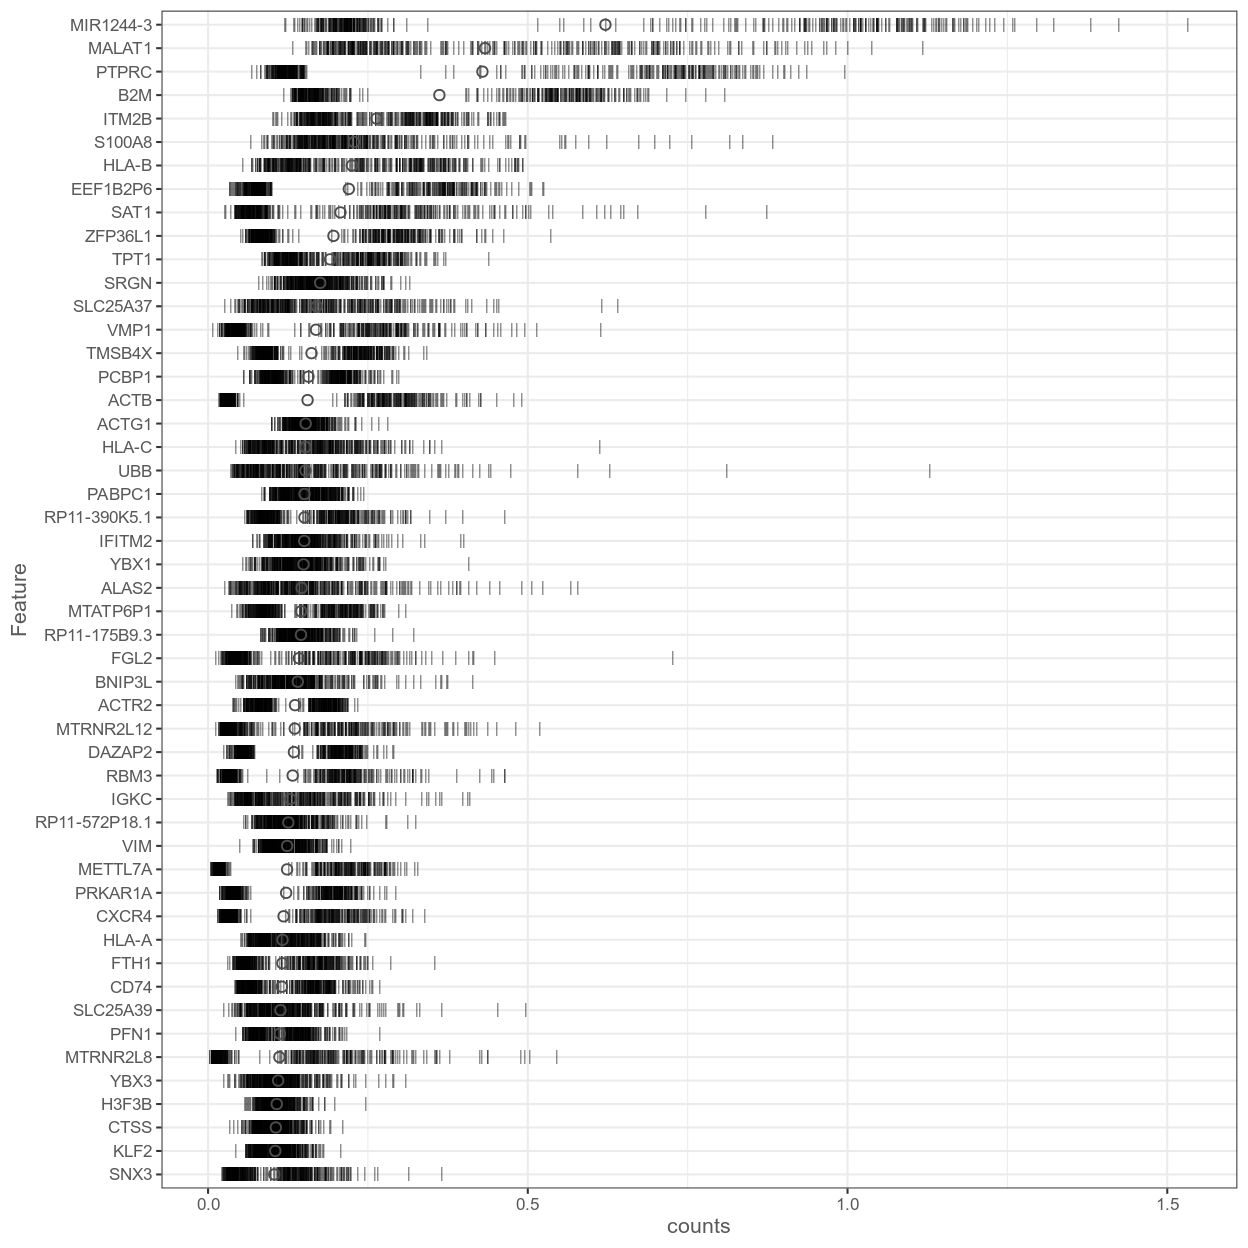 MIR1244-3
MALAT1
PTPRC
B2M
ITM2B
S100A8
HLA-B
EEF1B2P6
SAT1
ZFP36L1
TPT1
SRGN
SLC25A37
VMP1
TMSB4X
PCBP1
ACTB
ACTG1
HLA-C
UBB
PABPC1
RP11-390K5.1
IFITM2
YBX1
ALAS2
MTATP6P1
RP11-175B9.3
FGL2
BNIP3L
ACTR2
MTRNR2L12
DAZAP2
RBM3
IGKC
RP11-572P18.1
VIM
METTL7A
PRKAR1A
CXCR4
HLA-A
FTH1
CD74
SLC25A39
PFN1
MTRNR2L8
YBX3
H3F3B
CTSS
KLF2
SNX3
Feature
0.0 0.5 1.0 1.5
counts